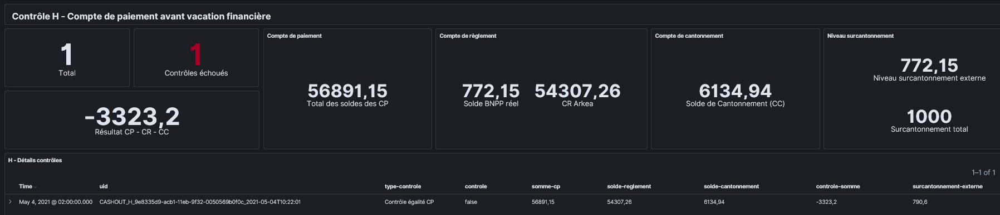 Contrôle H - Compte de paiement avant vacation financière
1
Total
1
Contrôles échoués
-3323,2
Résultat CP - CR - CC
Compte de paiement
56891,15
Total des soldes des CP
Compte de règlement
772,15 54307,26
Solde BNPP réel CR Arkea
Compte de cantonnement
6134,94
Solde de Cantonnement (CC)
Niveau surcantonnement
772,15
Niveau surcantonnement externe
1000
Surcantonnement total
H - Détails contrôles
1–1 of 1
Time uid type-controle controle somme-cp solde-reglement solde-cantonnement controle-somme surcantonnement-externe
May 4, 2021 @ 02:00:00.000 CASHOUT_H_9e8335d9-acb1-11eb-9f32-0050569b0f0c_2021-05-04T10:22:01 Contrôle égalité CP false 56891,15 54307,26 6134,94 -3323,2 790,6